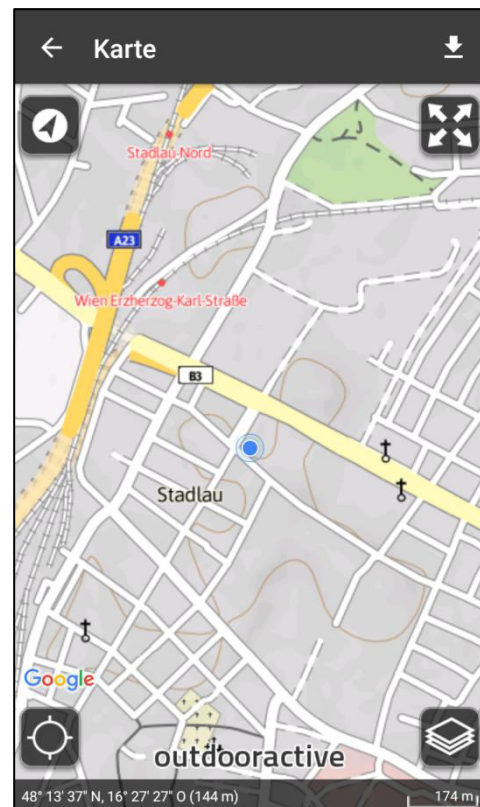 Karte
Stadlau-Nord
A23
Wien Erzherzog-Karl-Straße
B3
Stadlau
Google
outdooractive
48° 13' 37" N, 16° 27' 27" O (144 m)
174 m